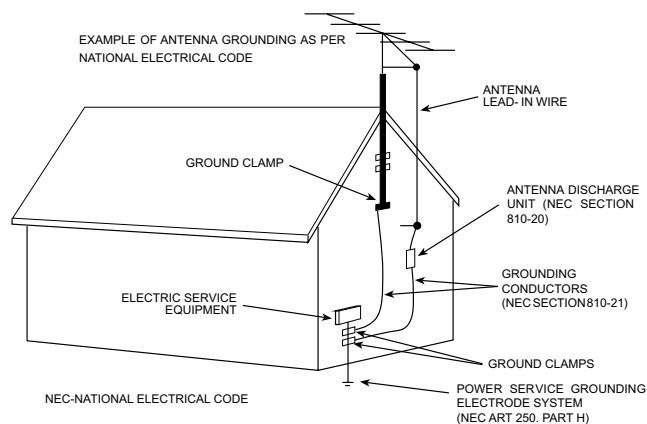 EXAMPLE OF ANTENNA GROUNDING AS PER
NATIONAL ELECTRICAL CODE
ANTENNA
LEAD- IN WIRE
GROUND CLAMP
ANTENNA DISCHARGE
UNIT (NEC SECTION
810-20)
GROUNDING
CONDUCTORS
(NEC SECTION 810-21)
ELECTRIC SERVICE
EQUIPMENT
GROUND CLAMPS
POWER SERVICE GROUNDING
ELECTRODE SYSTEM
(NEC ART 250. PART H)
NEC-NATIONAL ELECTRICAL CODE